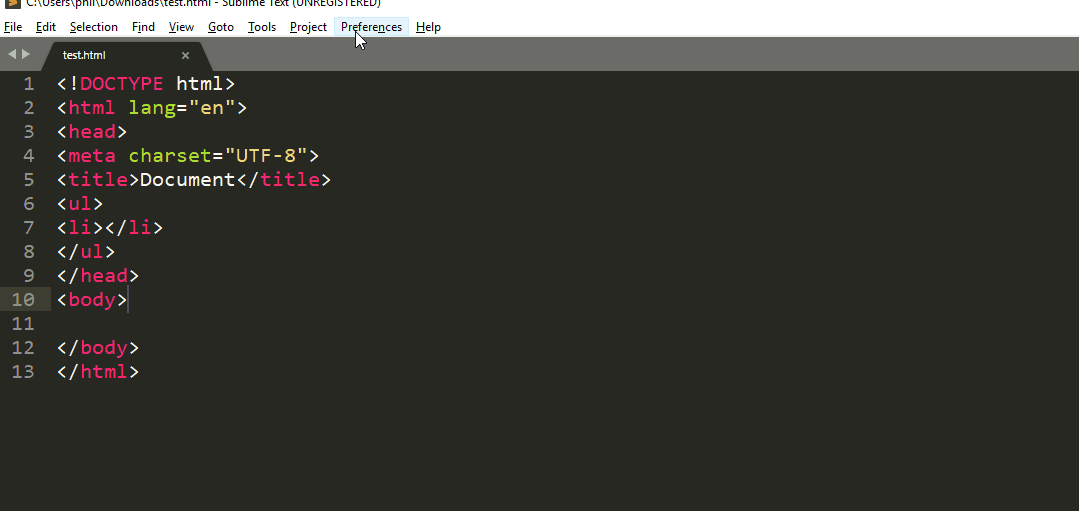 C:\Users\phil\Downloads\test.html - Sublime Text (UNREGISTERED)
File Edit Selection Find View Goto Tools Project Preferences Help
test.html
1 <!DOCTYPE html>
2 <html lang="en">
3 <head>
4 <meta charset="UTF-8">
5 <title>Document</title>
6 <ul>
7 <li></li>
8 </ul>
9 </head>
10 <body>
11
12 </body>
13 </html>